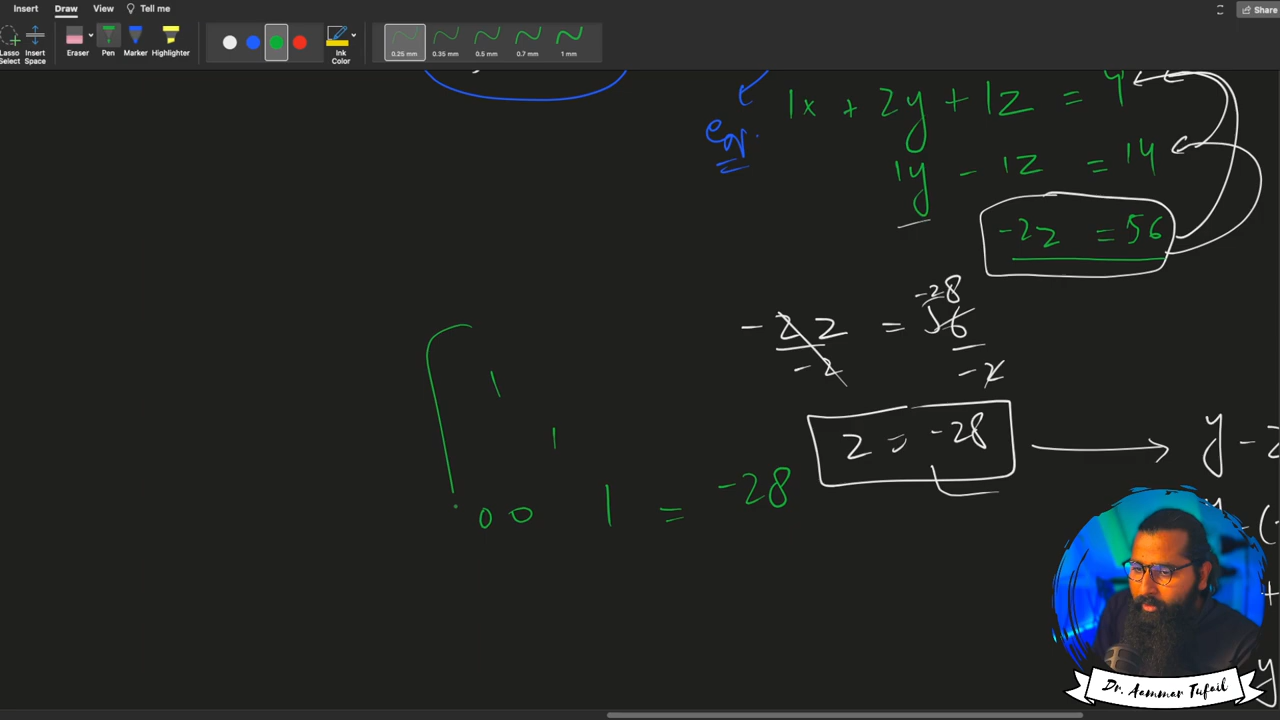 Insert Draw View Tell me
Share
Lasso Select
Insert Space
Eraser
Pen
Marker
Highlighter
Ink Color
0.25 mm
0.35 mm
0.5 mm
0.7 mm
1 mm
1x + 2y + 1z = 4
eq.
1y - 1z = 14
-2z = 56
-28
-2z = 56
-2 -2
1
z = -28
y - z
1
0 0 1 = -28
Dr. Aammar Tufail
y